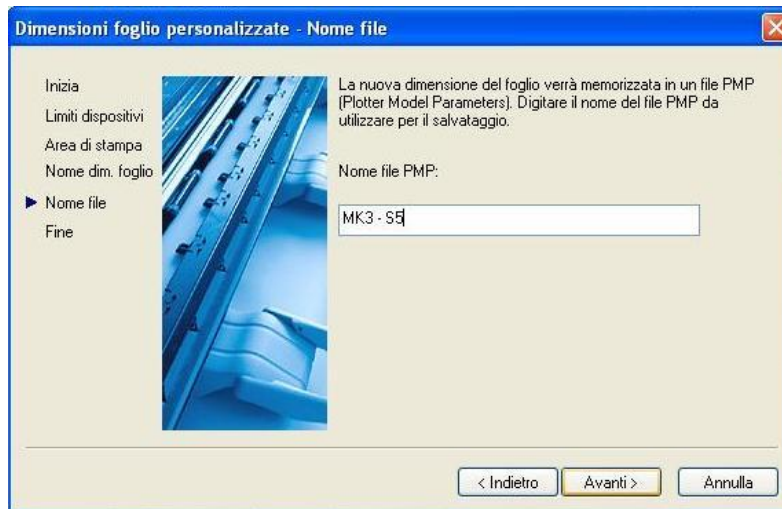 Dimensioni foglio personalizzate - Nome file
Inizia
Limiti dispositivi
Area di stampa
Nome dim. foglio
Nome file
Fine
La nuova dimensione del foglio verrà memorizzata in un file PMP
(Plotter Model Parameters). Digitare il nome del file PMP da
utilizzare per il salvataggio.
Nome file PMP:
MK3 - S5
< Indietro
Avanti >
Annulla